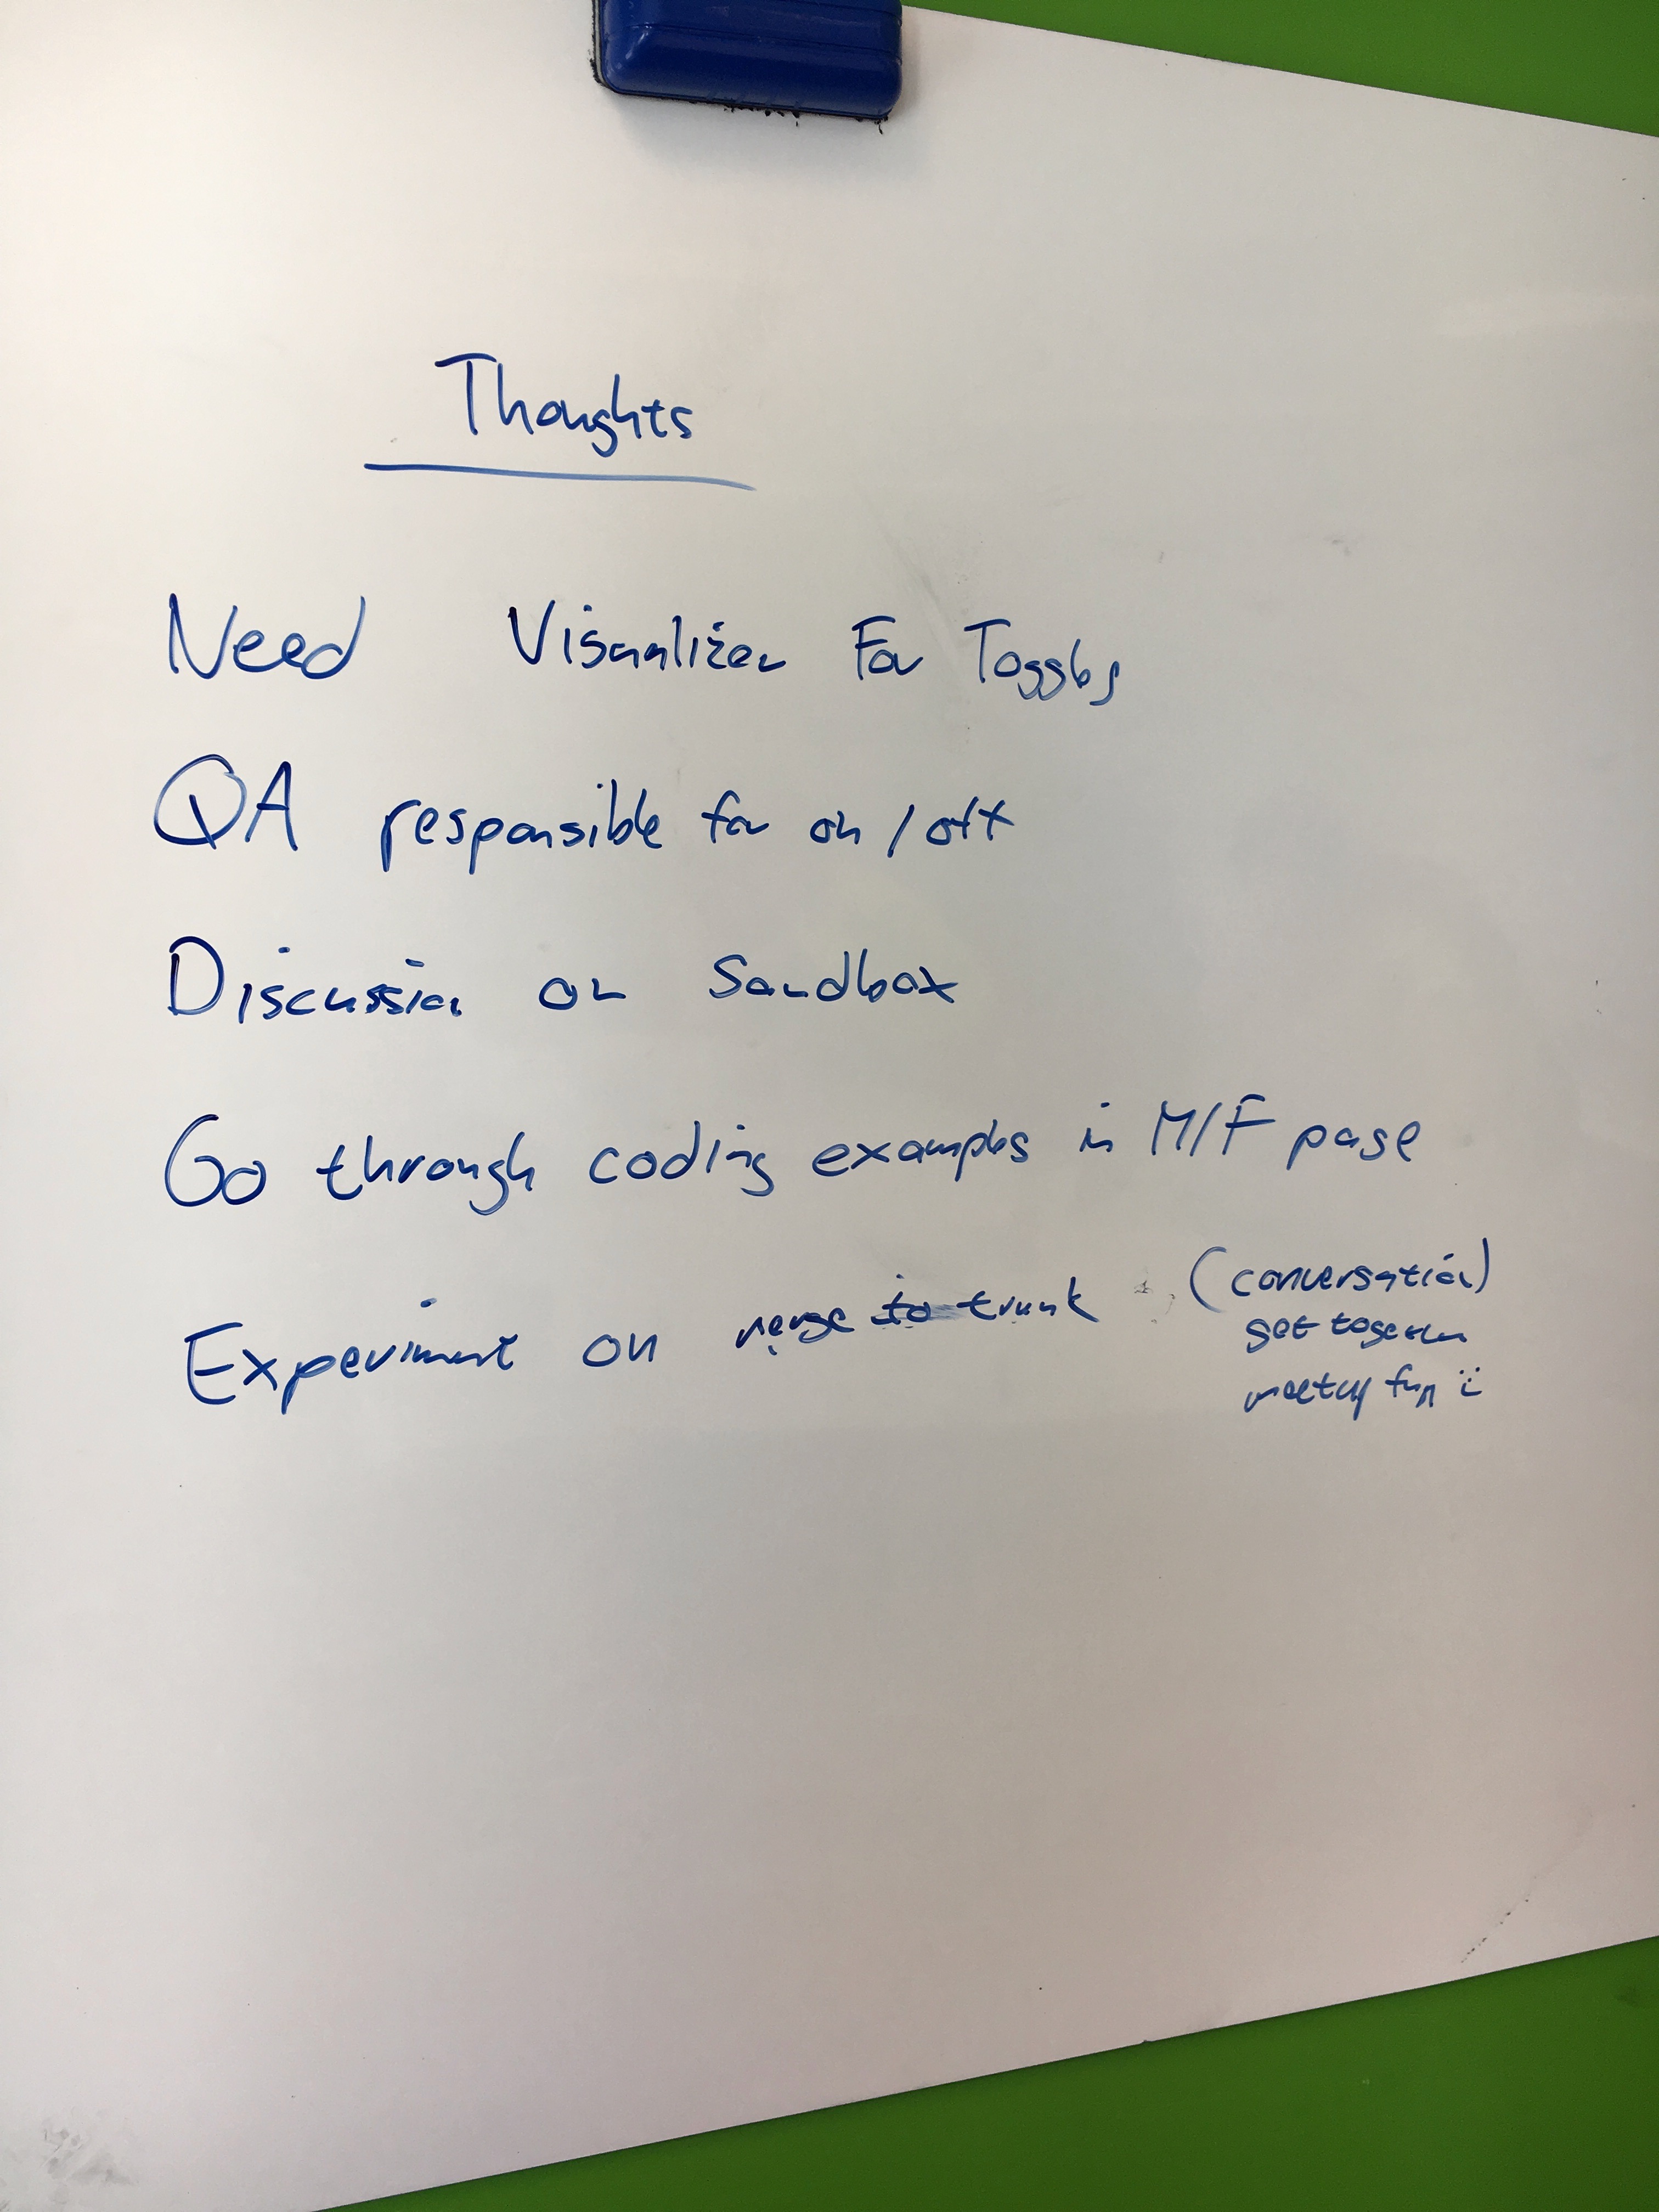 Thoughts
Need Visualizer For Toggles
QA responsible for on / off
Discussion on Sandbox
Go through coding examples in M/F page
Experiment on merge to trunk (conversation)
get together
meetup fun :)